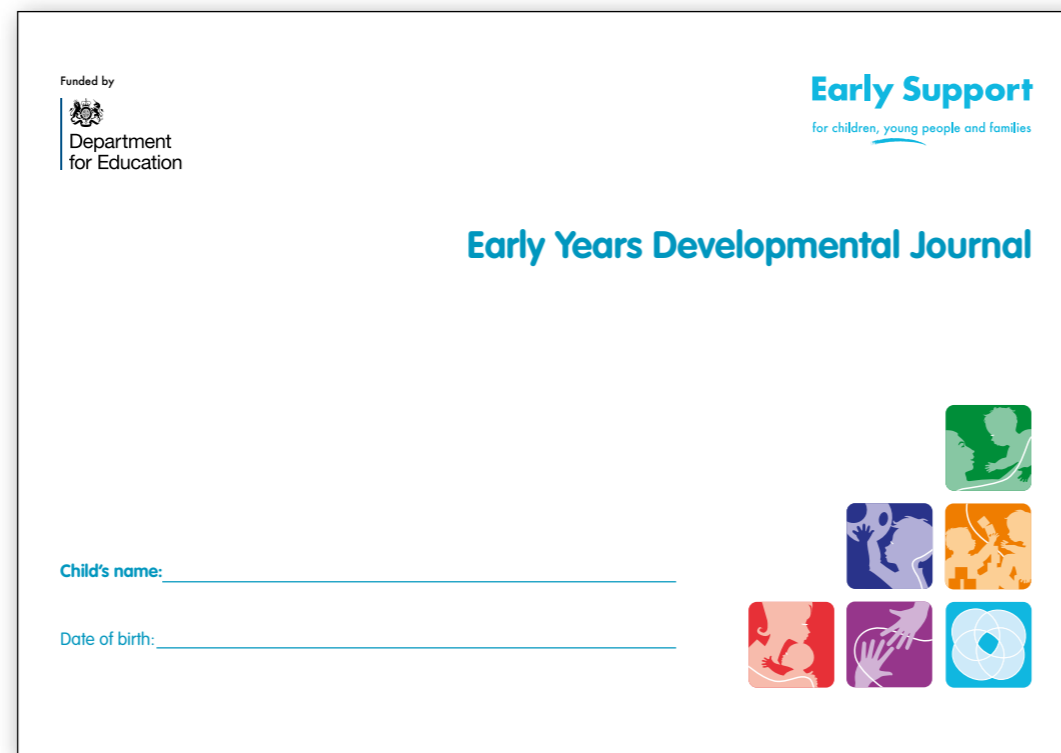 Funded by
Department
for Education
Early Support
for children, young people and families
Early Years Developmental Journal
Child's name:
Date of birth: